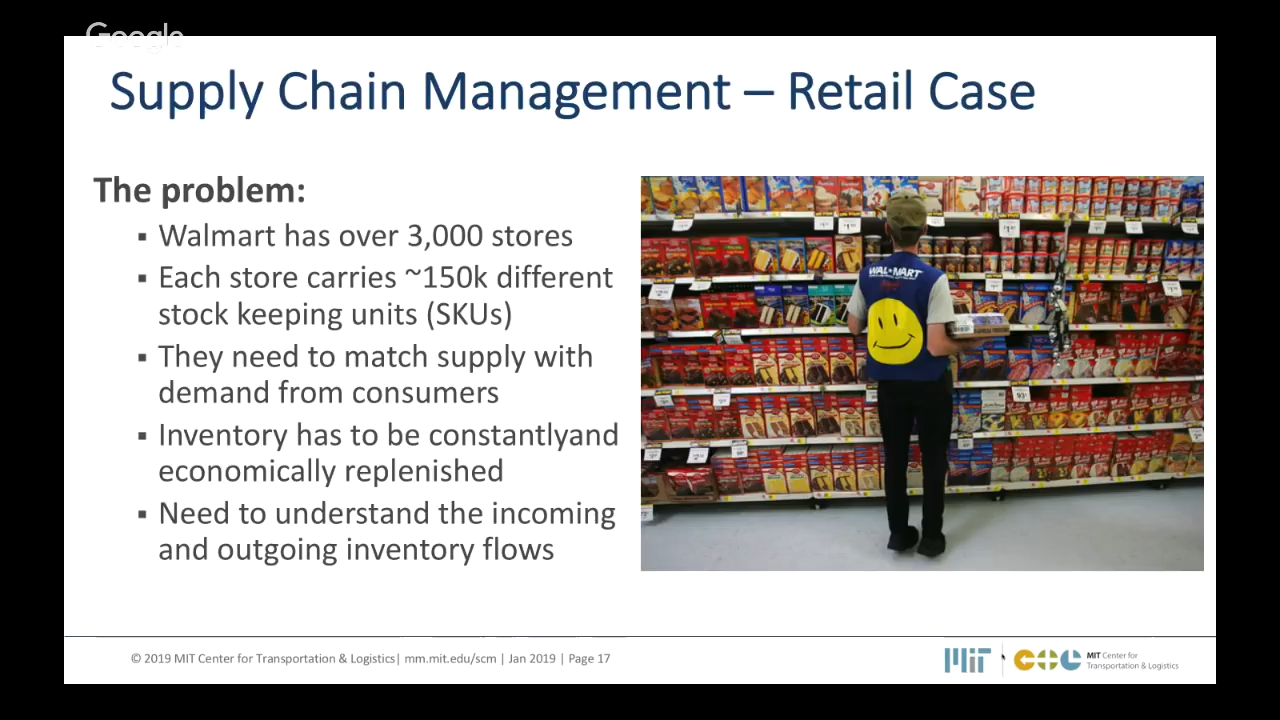 Google
Supply Chain Management – Retail Case
The problem:
▪ Walmart has over 3,000 stores
▪ Each store carries ~150k different
stock keeping units (SKUs)
▪ They need to match supply with
demand from consumers
▪ Inventory has to be constantlyand
economically replenished
▪ Need to understand the incoming
and outgoing inventory flows
WAL★MART
© 2019 MIT Center for Transportation & Logistics| mm.mit.edu/scm | Jan 2019 | Page 17
MIT
MIT Center for
Transportation & Logistics